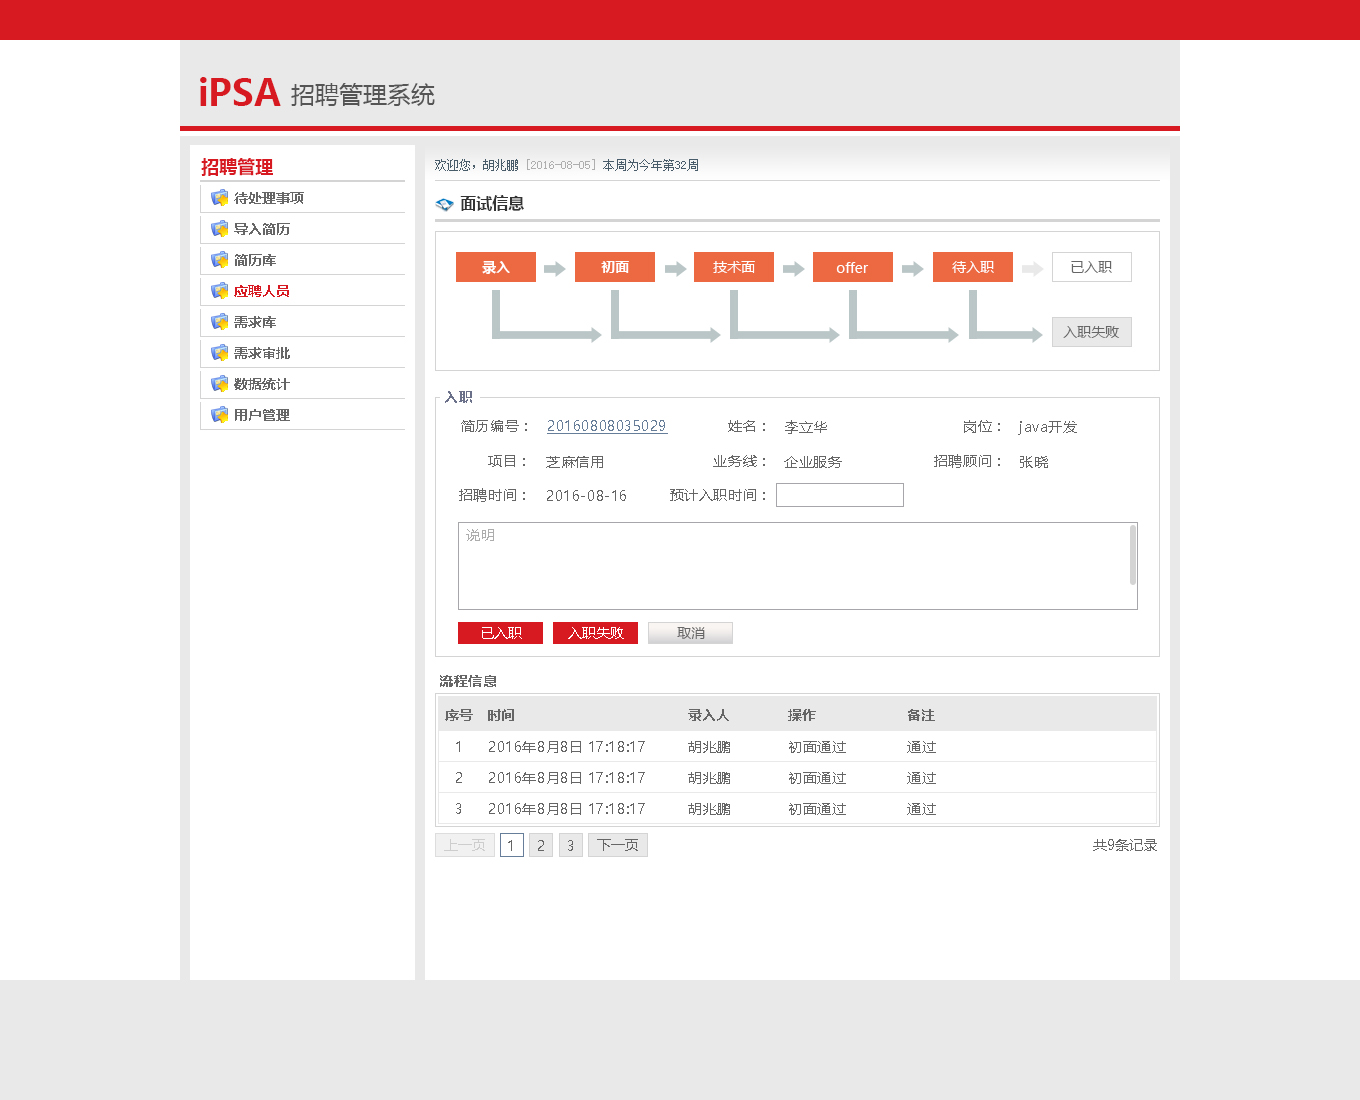 iPSA 招聘管理系统
招聘管理
待处理事项
导入简历
简历库
应聘人员
需求库
需求审批
数据统计
用户管理
欢迎您，胡兆鹏 [2016-08-05] 本周为今年第32周
面试信息
录入 初面 技术面 offer 待入职 已入职
入职失败
入职
简历编号： 20160808035029 姓名： 李立华 岗位： java开发
项目： 芝麻信用 业务线： 企业服务 招聘顾问： 张晓
招聘时间： 2016-08-16 预计入职时间：
说明
已入职 入职失败 取消
流程信息
序号 时间 录入人 操作 备注
1 2016年8月8日 17:18:17 胡兆鹏 初面通过 通过
2 2016年8月8日 17:18:17 胡兆鹏 初面通过 通过
3 2016年8月8日 17:18:17 胡兆鹏 初面通过 通过
上一页 1 2 3 下一页 共9条记录